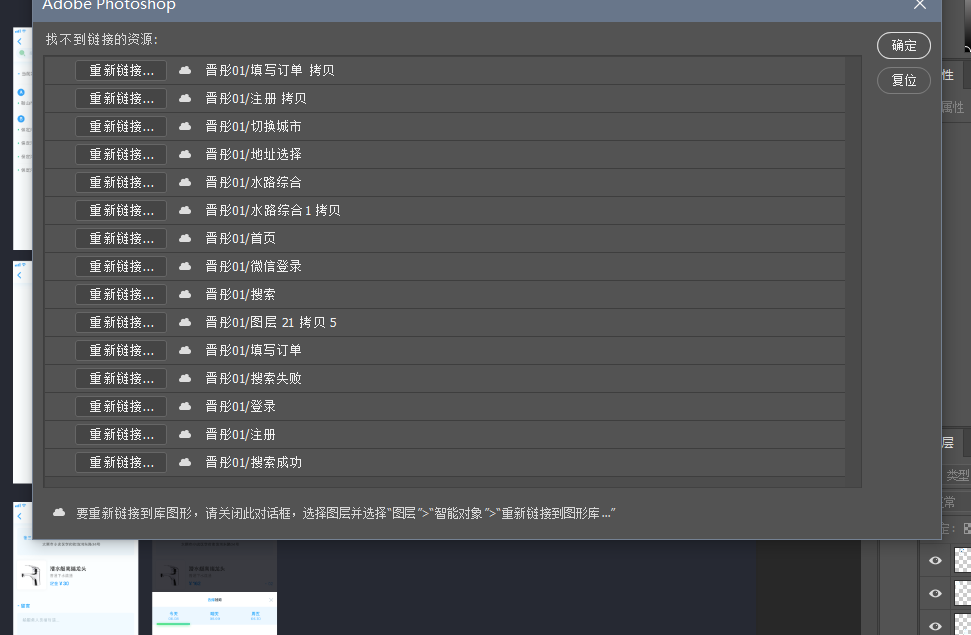 Adobe Photoshop
找不到链接的资源:
确定
复位
重新链接... 晋彤01/填写订单 拷贝
重新链接... 晋彤01/注册 拷贝
重新链接... 晋彤01/切换城市
重新链接... 晋彤01/地址选择
重新链接... 晋彤01/水路综合
重新链接... 晋彤01/水路综合1 拷贝
重新链接... 晋彤01/首页
重新链接... 晋彤01/微信登录
重新链接... 晋彤01/搜索
重新链接... 晋彤01/图层 21 拷贝 5
重新链接... 晋彤01/填写订单
重新链接... 晋彤01/搜索失败
重新链接... 晋彤01/登录
重新链接... 晋彤01/注册
重新链接... 晋彤01/搜索成功
要重新链接到库图形，请关闭此对话框，选择图层并选择“图层”>“智能对象”>“重新链接到图形库...”
性
属性
层
类型
常
定: